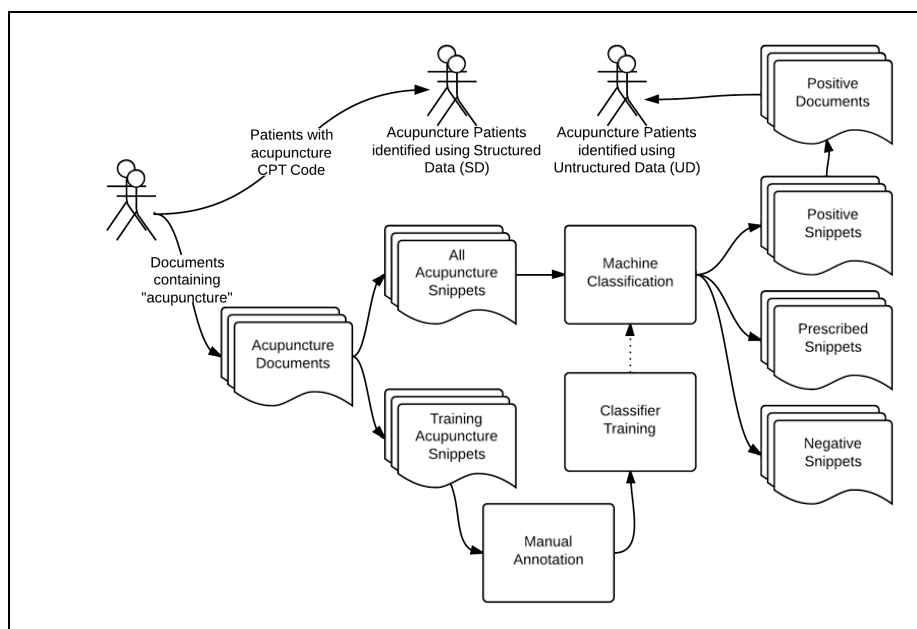 Patients with
acupuncture
CPT Code
Acupuncture Patients
identified using Structured
Data (SD)
Acupuncture Patients
identified using
Untructured Data (UD)
Positive
Documents
Documents
containing
"acupuncture"
Acupuncture
Documents
All
Acupuncture
Snippets
Machine
Classification
Positive
Snippets
Prescribed
Snippets
Training
Acupuncture
Snippets
Classifier
Training
Negative
Snippets
Manual
Annotation